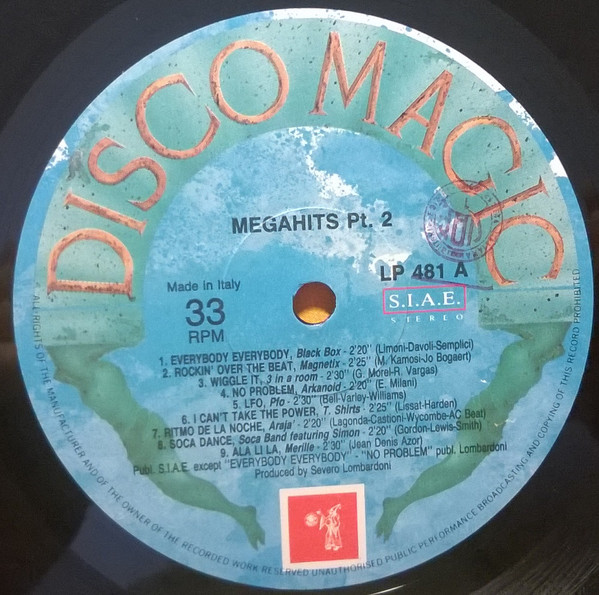 DISCO MAGIC
MEGAHITS Pt. 2
LP 481 A
Made in Italy
33
RPM
S.I.A.E.
STEREO
1. EVERYBODY EVERYBODY, Black Box - 2'20" (Limoni-Davoli-Semplici)
2. ROCKIN' OVER THE BEAT, Magnetix - 2'25" (M. Kamosi-Jo Bogaert)
3. WIGGLE IT, 3 in a room - 2'30" (G. Morel-R. Vargas)
4. NO PROBLEM, Arkanoid - 2'20" (E. Milani)
5. LFO, Pfo - 2'30" (Bell-Varley-Williams)
6. I CAN'T TAKE THE POWER, T. Shirts - 2'25" (Lissat-Harden)
7. RITMO DE LA NOCHE, Araja' - 2'20" (Lagonda-Castioni-Wycombe-AC Beat)
8. SOCA DANCE, Soca Band featuring Simon - 2'20" (Gordon-Lewis-Smith)
9. ALA LI LA, Merille - 2'30" (Jean Denis Azor)
Publ. S.I.A.E. except "EVERYBODY EVERYBODY" - "NO PROBLEM" publ. Lombardoni
Produced by Severo Lombardoni
ALL RIGHTS OF THE MANUFACTURER AND OF THE OWNER OF THE RECORDED WORK RESERVED UNAUTHORISED PUBLIC PERFORMANCE BROADCASTING AND COPYING OF THIS RECORD PROHIBITED